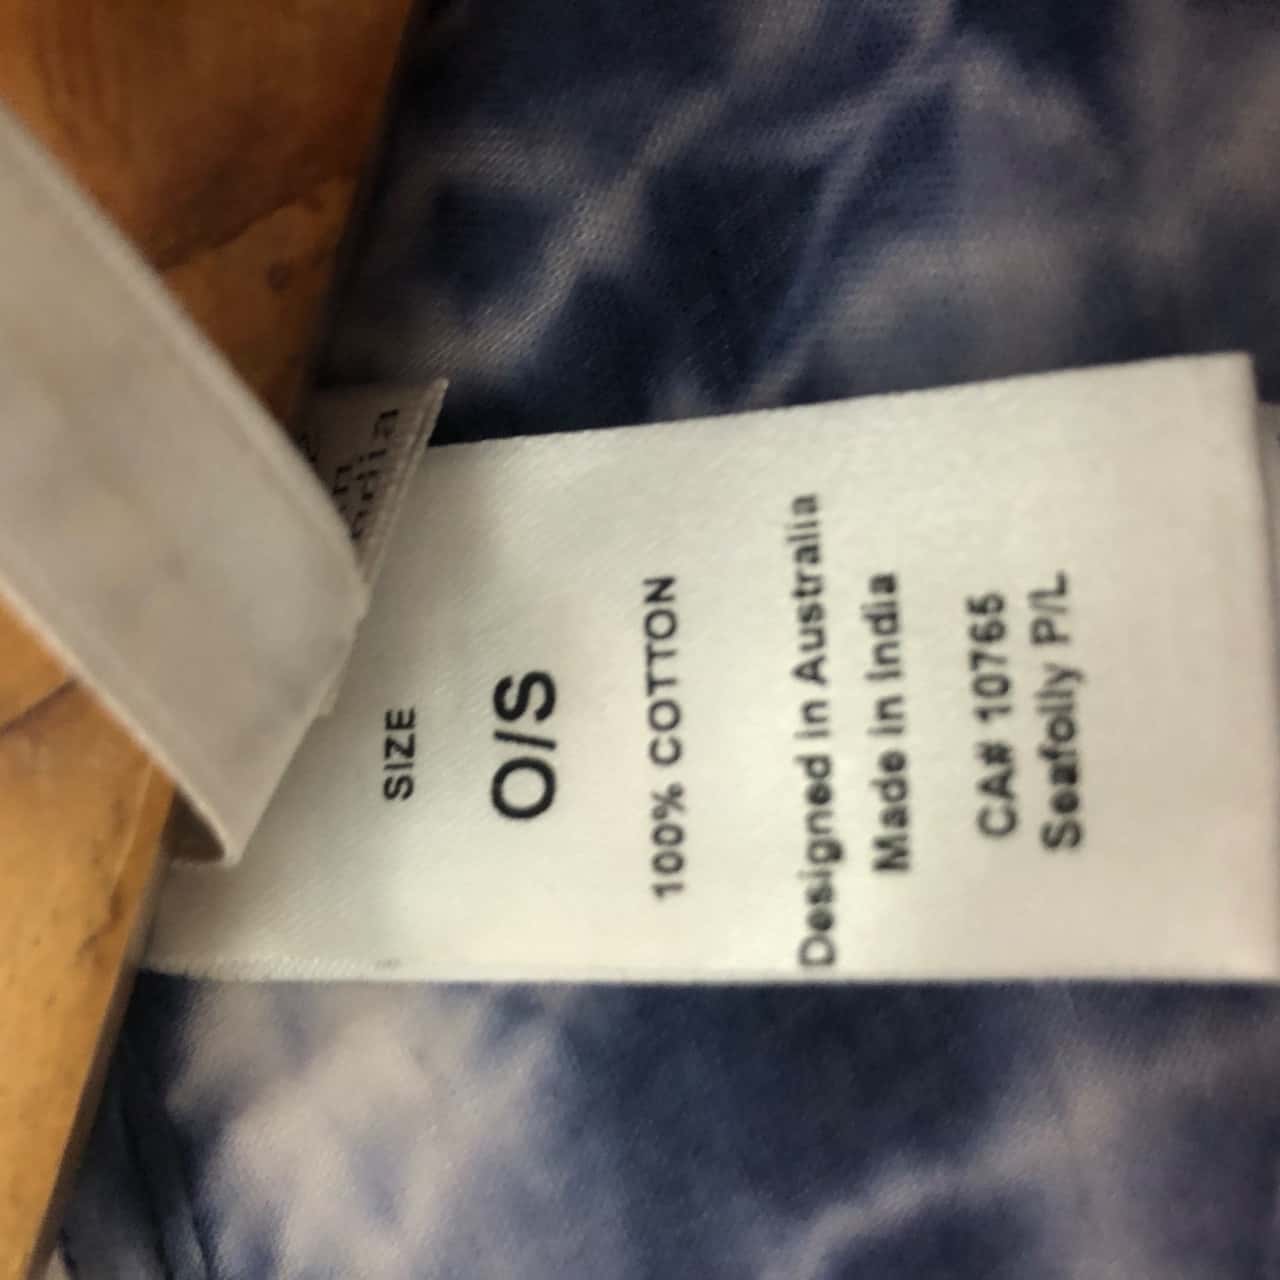 SIZE
O/S
100% COTTON
Designed in Australia
Made in India
CA# 10765
Seafolly P/L